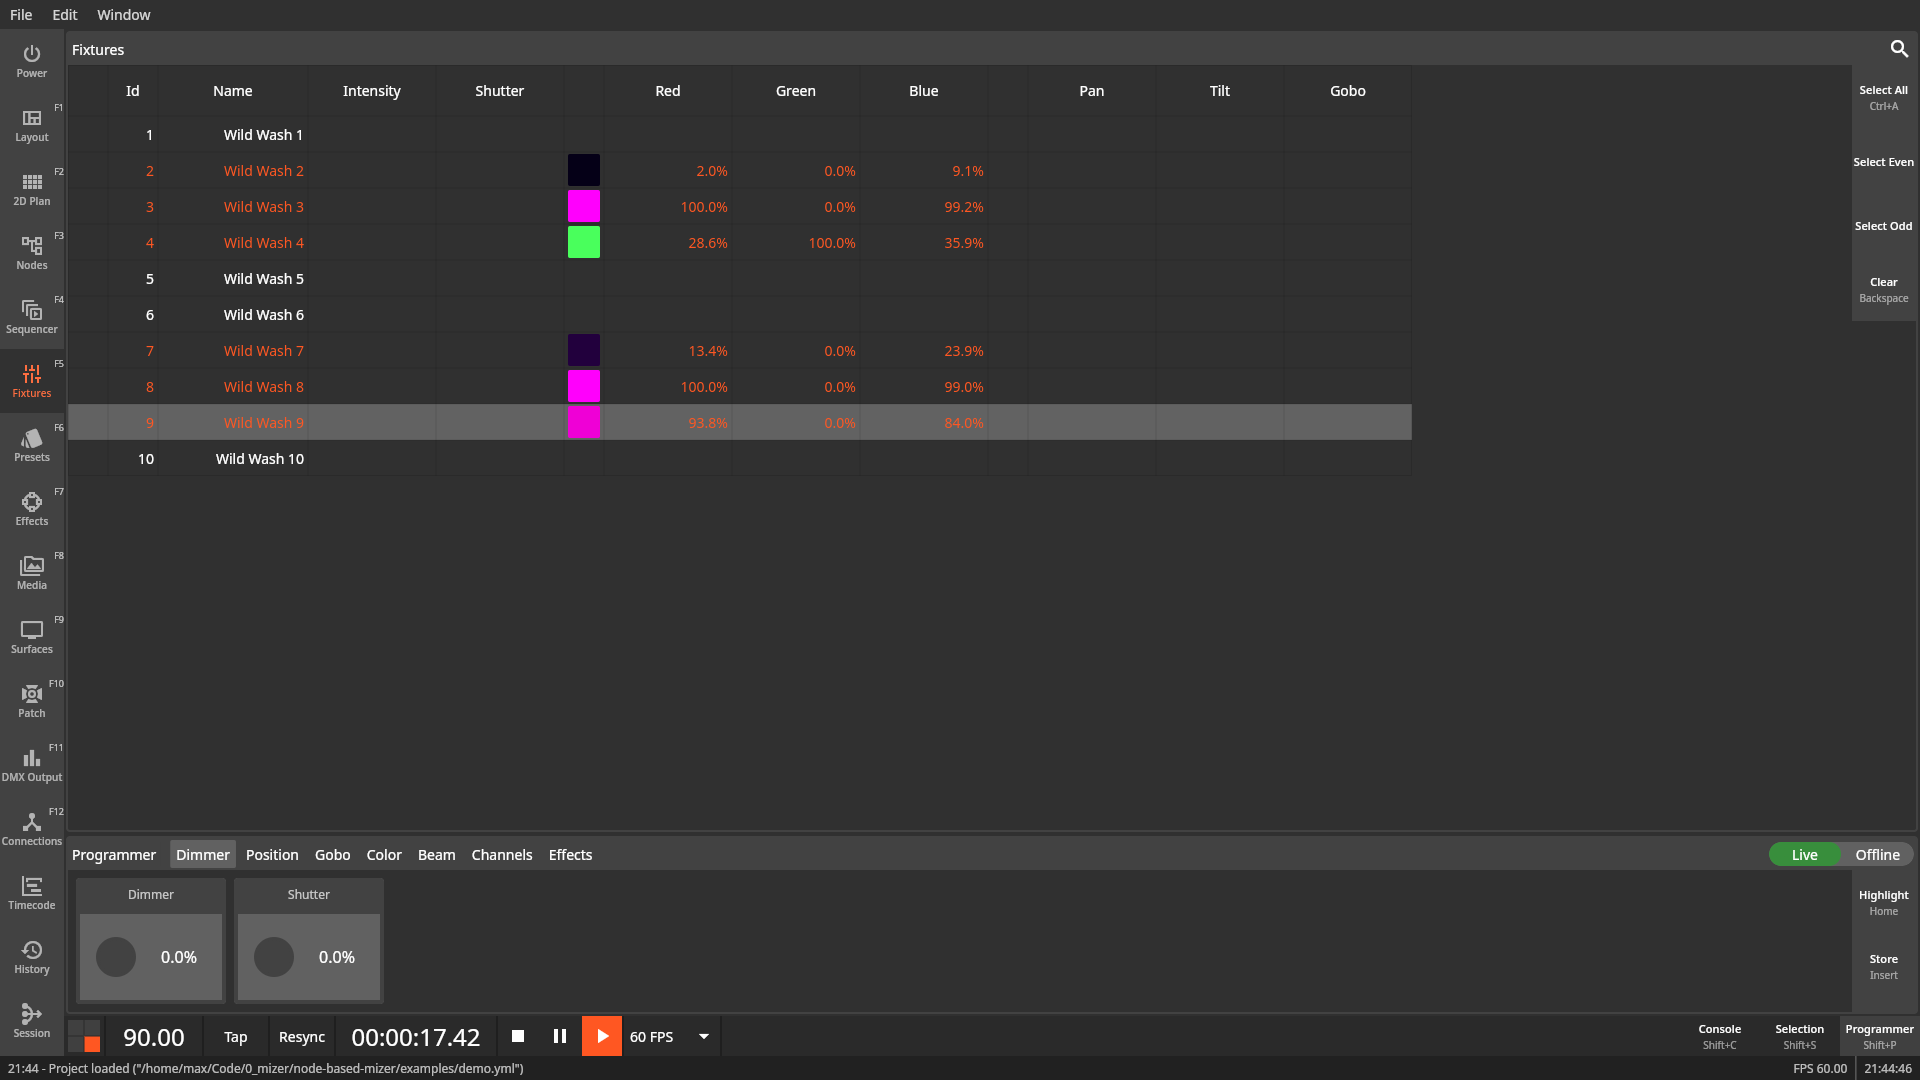 File Edit Window
Fixtures
Power
F1
Layout
F2
2D Plan
F3
Nodes
F4
Sequencer
F5
Fixtures
F6
Presets
F7
Effects
F8
Media
F9
Surfaces
F10
Patch
F11
DMX Output
F12
Connections
Timecode
History
Session
Id Name Intensity Shutter Red Green Blue Pan Tilt Gobo
1 Wild Wash 1
2 Wild Wash 2 2.0% 0.0% 9.1%
3 Wild Wash 3 100.0% 0.0% 99.2%
4 Wild Wash 4 28.6% 100.0% 35.9%
5 Wild Wash 5
6 Wild Wash 6
7 Wild Wash 7 13.4% 0.0% 23.9%
8 Wild Wash 8 100.0% 0.0% 99.0%
9 Wild Wash 9 93.8% 0.0% 84.0%
10 Wild Wash 10
Select All
Ctrl+A
Select Even
Select Odd
Clear
Backspace
Programmer Dimmer Position Gobo Color Beam Channels Effects Live Offline
Dimmer Shutter
0.0% 0.0%
Highlight
Home
Store
Insert
90.00 Tap Resync 00:00:17.42 60 FPS
Console
Shift+C
Selection
Shift+S
Programmer
Shift+P
21:44 - Project loaded ("/home/max/Code/0_mizer/node-based-mizer/examples/demo.yml") FPS 60.00 21:44:46